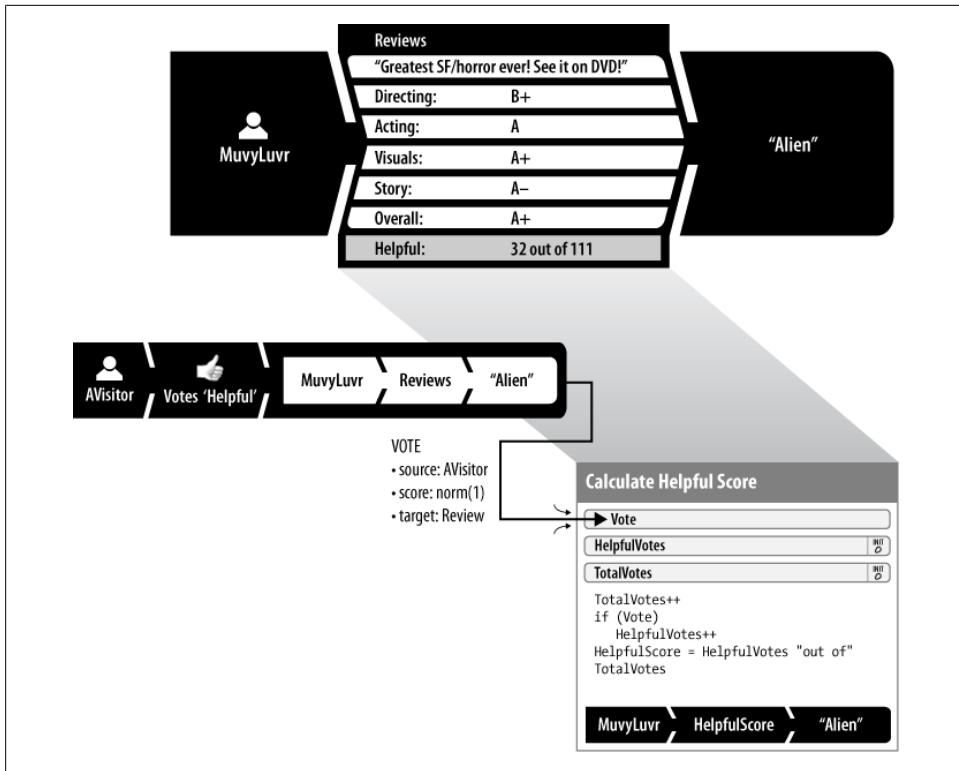 Reviews
“Greatest SF/horror ever! See it on DVD!”
Directing: B+
Acting: A
Visuals: A+
Story: A–
Overall: A+
Helpful: 32 out of 111
MuvyLuvr
“Alien”
AVisitor
Votes ‘Helpful’
MuvyLuvr
Reviews
“Alien”
VOTE
• source: AVisitor
• score: norm(1)
• target: Review
Calculate Helpful Score
Vote
HelpfulVotes INIT 0
TotalVotes INIT 0
TotalVotes++
if (Vote)
HelpfulVotes++
HelpfulScore = HelpfulVotes "out of"
TotalVotes
MuvyLuvr
HelpfulScore
“Alien”